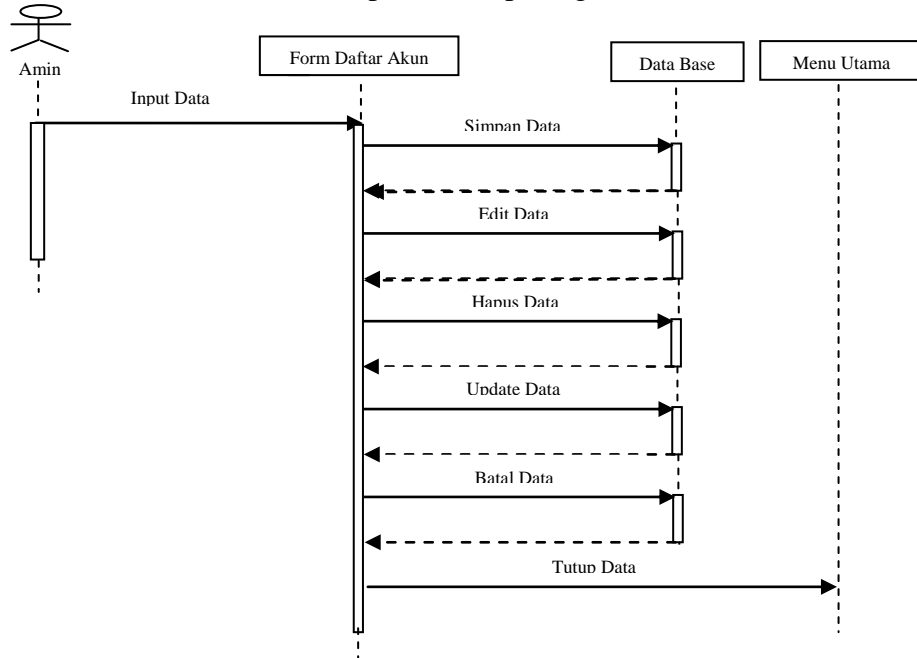 Amin
Form Daftar Akun
Data Base
Menu Utama
Input Data
Simpan Data
Edit Data
Hapus Data
Update Data
Batal Data
Tutup Data